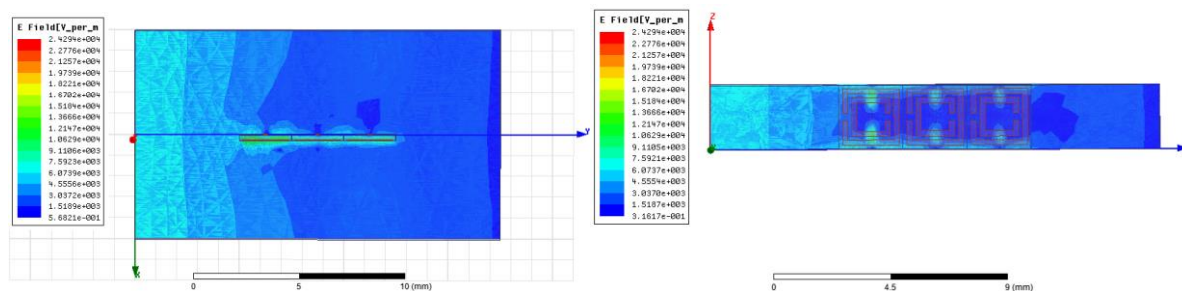 E Field[V_per_m
2.4294e+004
2.2776e+004
2.1257e+004
1.9739e+004
1.8221e+004
1.6702e+004
1.5184e+004
1.3666e+004
1.2147e+004
1.0629e+004
9.1106e+003
7.5923e+003
6.0739e+003
4.5556e+003
3.0372e+003
1.5189e+003
5.6821e-001
Y
X
0 5 10 (mm)
E Field[V_per_m
2.4294e+004
2.2776e+004
2.1257e+004
1.9739e+004
1.8221e+004
1.6702e+004
1.5184e+004
1.3666e+004
1.2147e+004
1.0629e+004
9.1105e+003
7.5921e+003
6.0737e+003
4.5554e+003
3.0370e+003
1.5187e+003
3.1617e-001
Z
0 4.5 9 (mm)